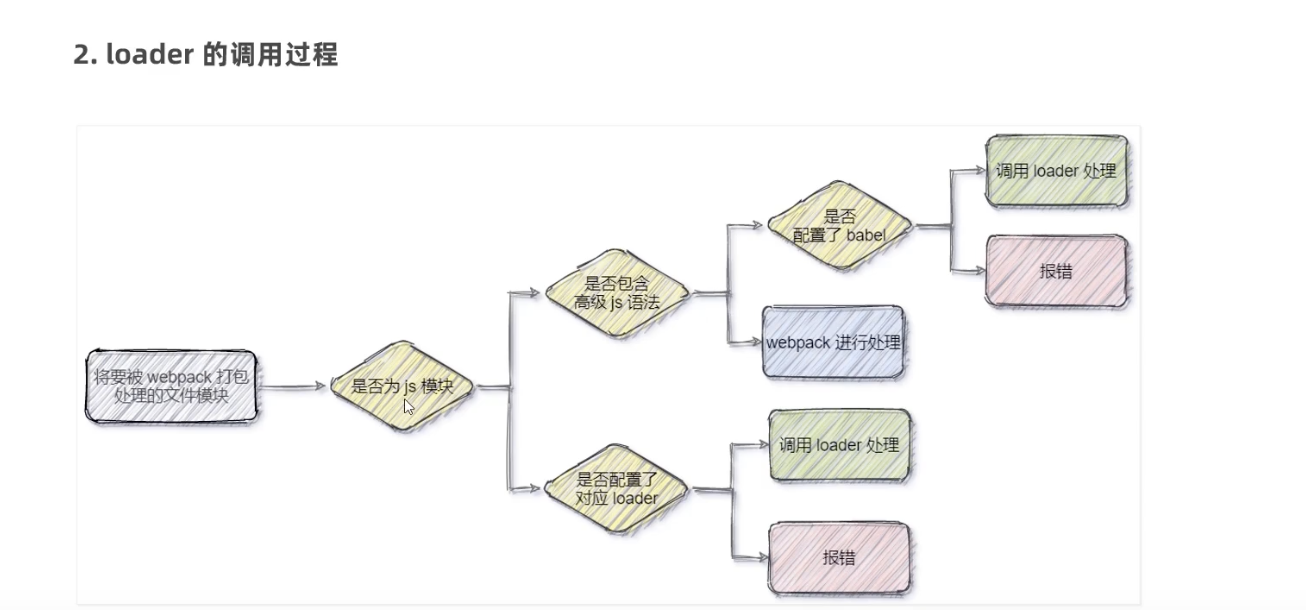 2. loader 的调用过程
将要被 webpack 打包
处理的文件模块
是否为 js 模块
是否包含
高级 js 语法
是否
配置了 babel
调用 loader 处理
报错
webpack 进行处理
是否配置了
对应 loader
调用 loader 处理
报错